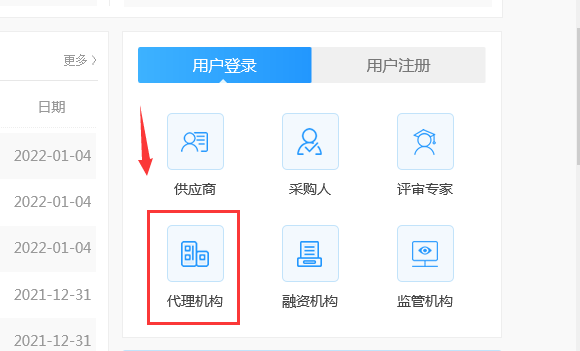 更多 >
日期
2022-01-04
2022-01-04
2022-01-04
2021-12-31
2021-12-31
用户登录 用户注册
供应商 采购人 评审专家
代理机构 融资机构 监管机构